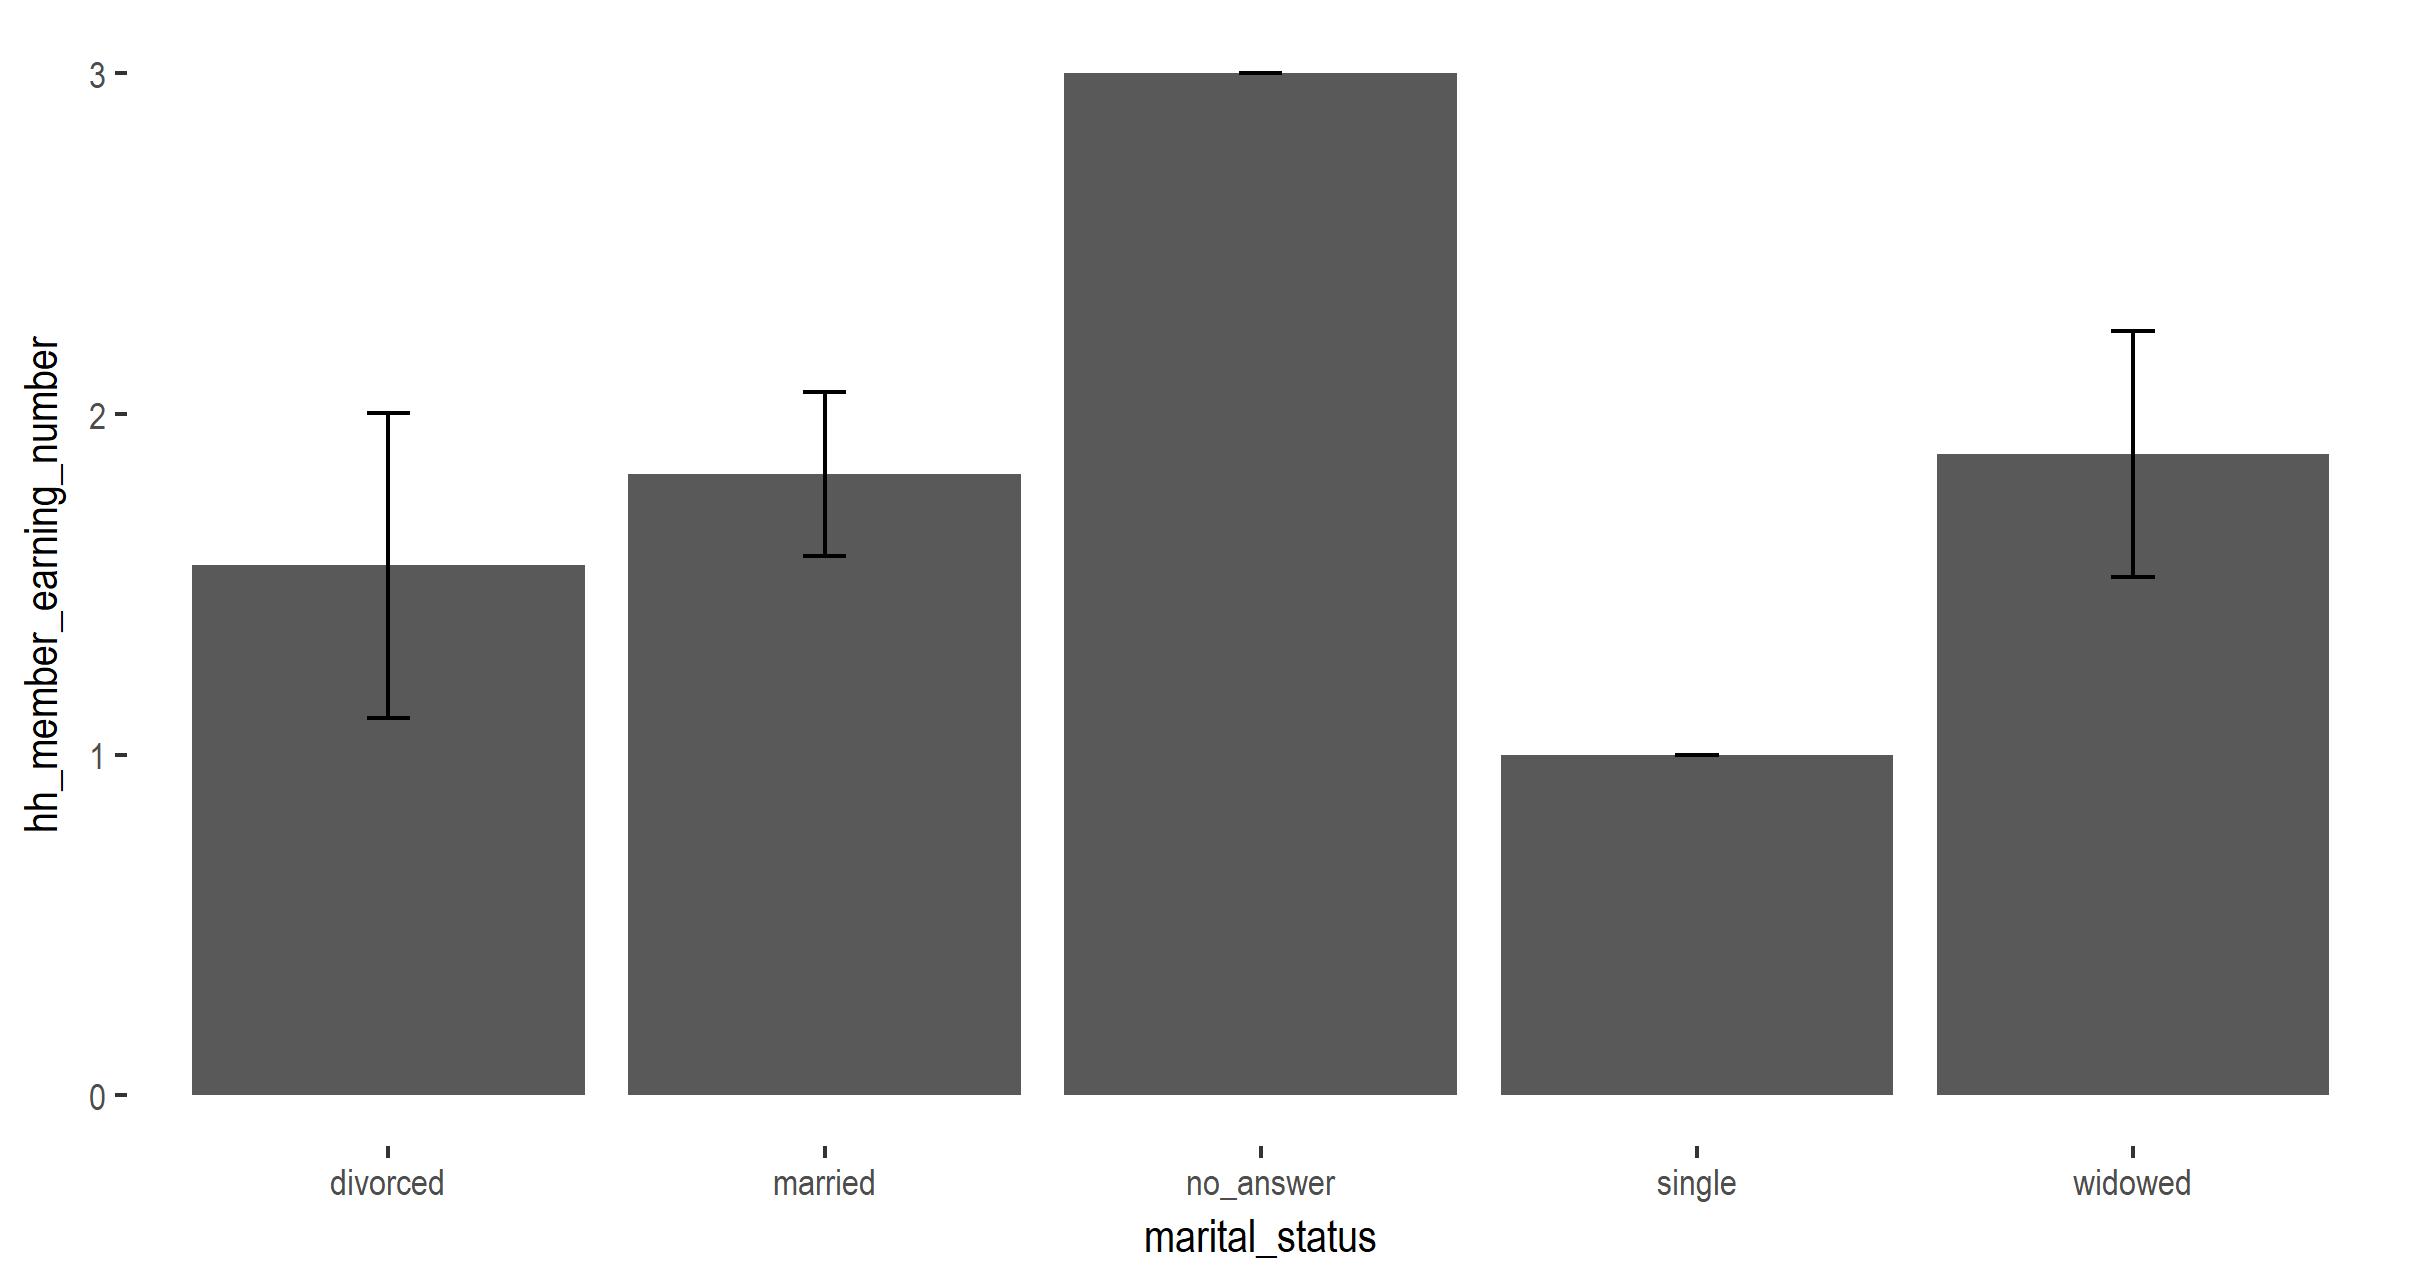 hh_member_earning_number
3
2
1
0
divorced married no_answer single widowed
marital_status